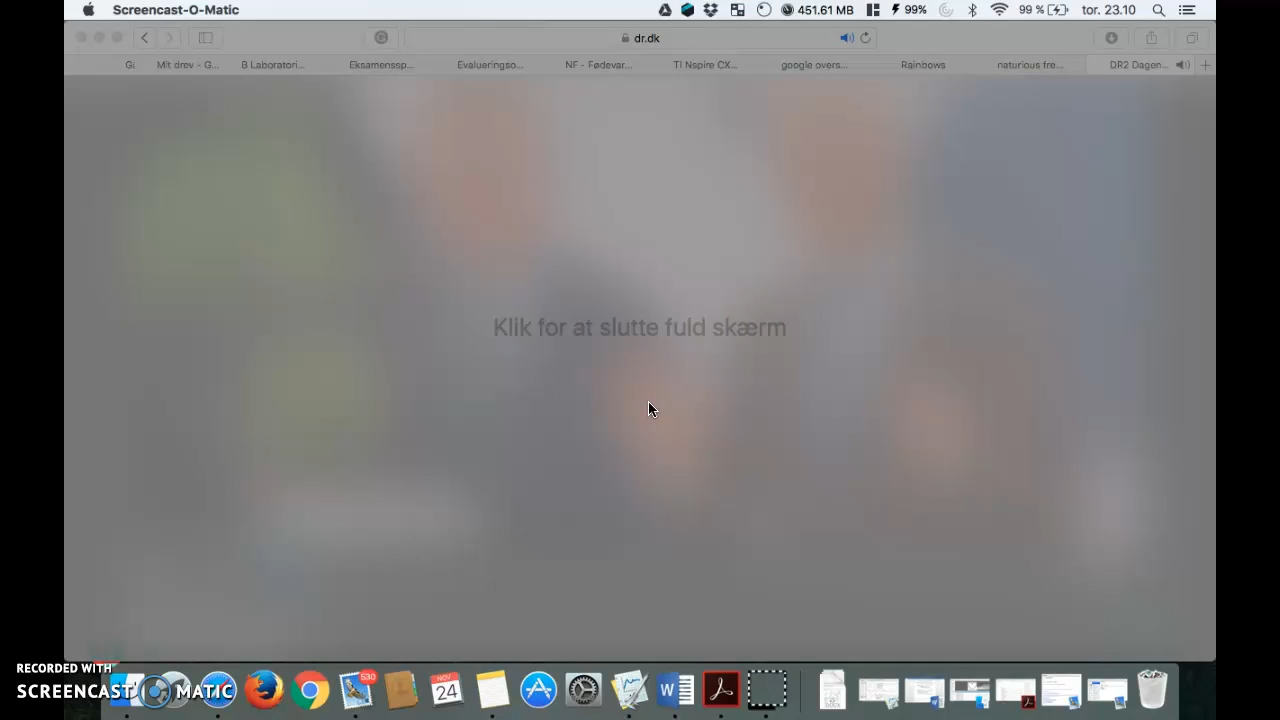 Screencast-O-Matic
451.61 MB
99%
99 %
tor. 23.10
dr.dk
Mit drev - G...
B Laboratori...
Eksamenssp...
Evalueringso...
NF - Fødevar...
TI Nspire CX...
google overs...
Rainbows
naturious fre...
DR2 Dagen...
Klik for at slutte fuld skærm
530
NOV
24
RECORDED WITH
SCREENCAST-O-MATIC